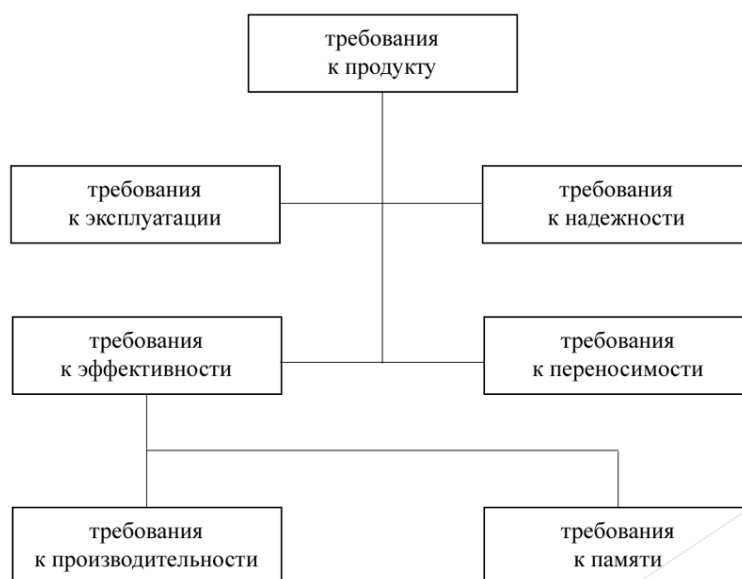 требования
к продукту
требования
к эксплуатации
требования
к надежности
требования
к эффективности
требования
к переносимости
требования
к производительности
требования
к памяти